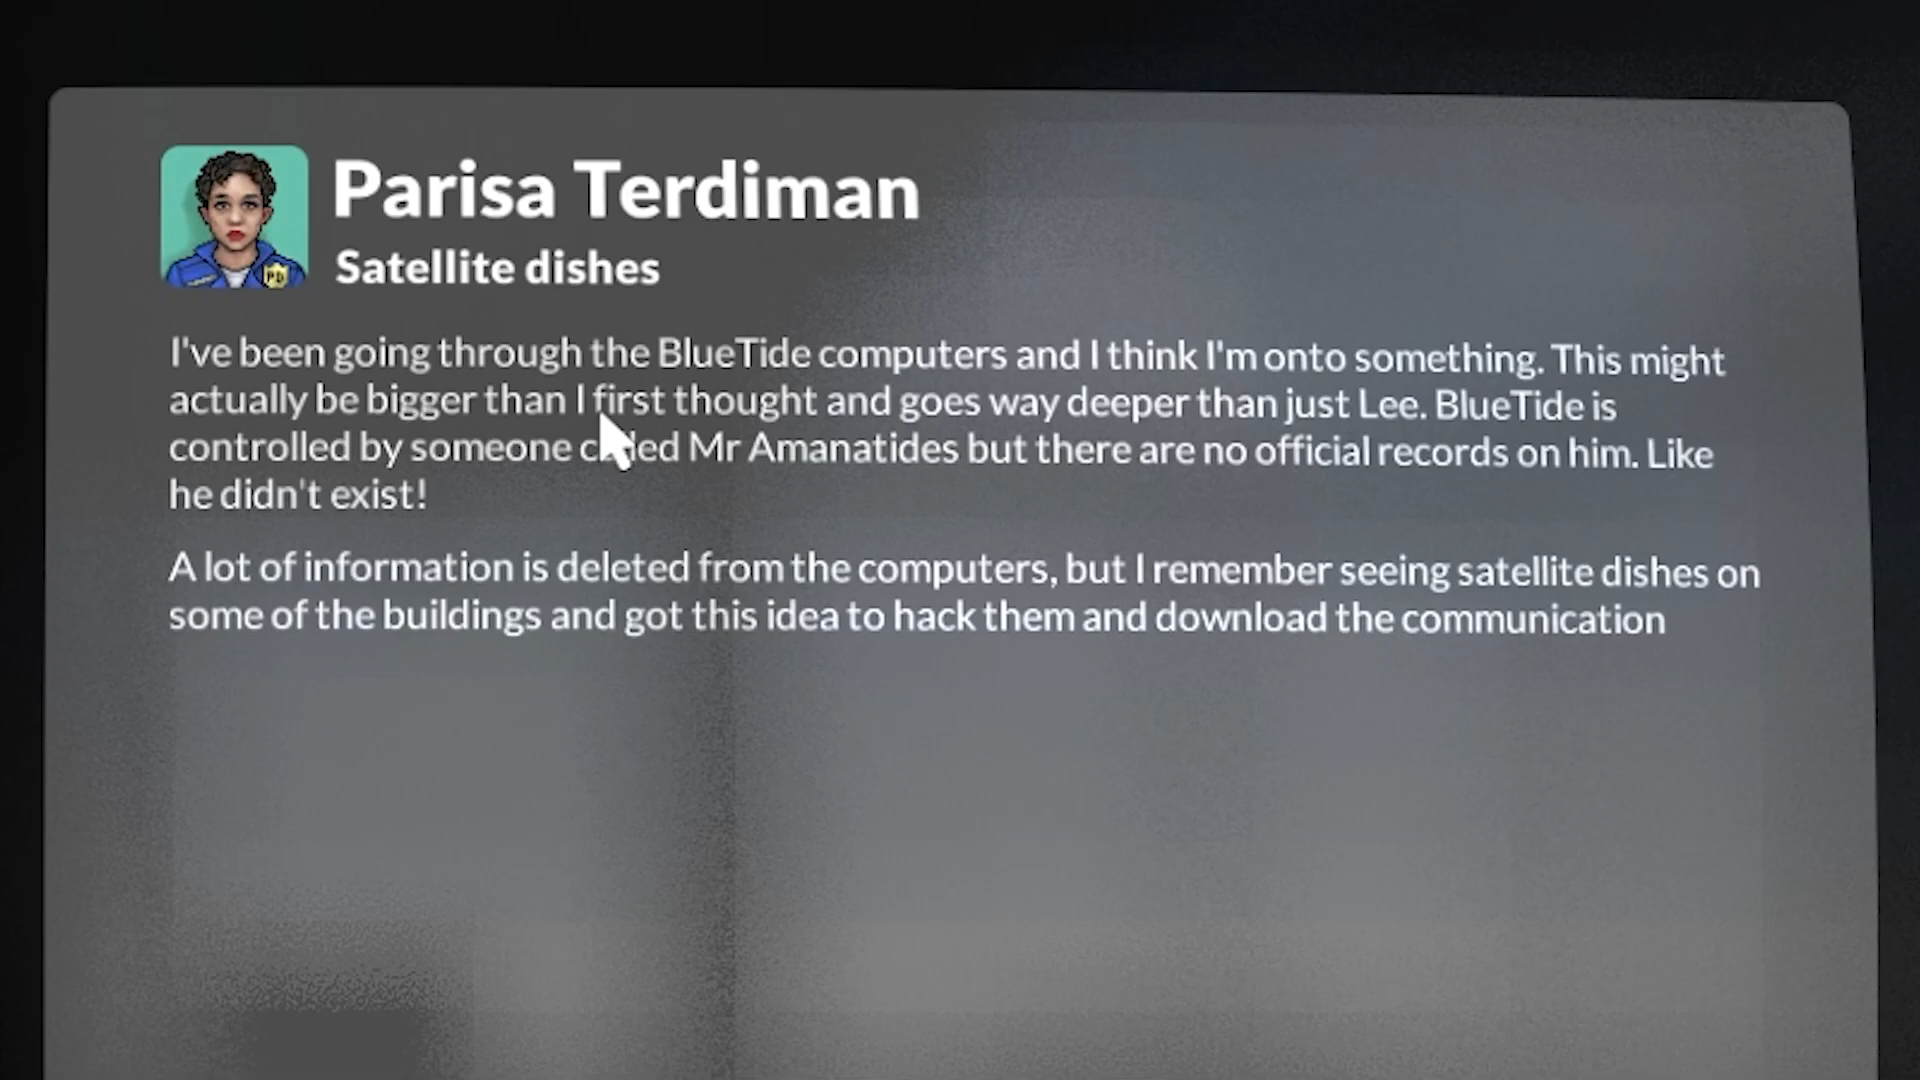 Parisa Terdiman
Satellite dishes
I've been going through the BlueTide computers and I think I'm onto something. This might
actually be bigger than I first thought and goes way deeper than just Lee. BlueTide is
controlled by someone called Mr Amanatides but there are no official records on him. Like
he didn't exist!
A lot of information is deleted from the computers, but I remember seeing satellite dishes on
some of the buildings and got this idea to hack them and download the communication
PD